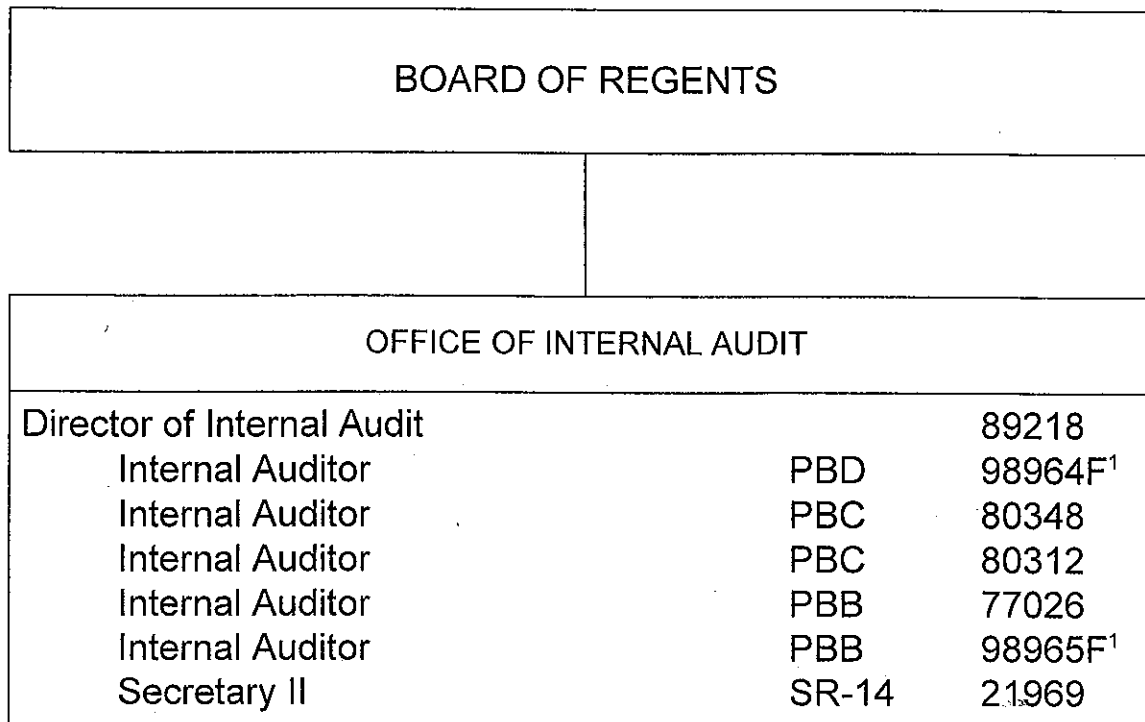 BOARD OF REGENTS
OFFICE OF INTERNAL AUDIT
Director of Internal Audit 89218
Internal Auditor PBD 98964F¹
Internal Auditor PBC 80348
Internal Auditor PBC 80312
Internal Auditor PBB 77026
Internal Auditor PBB 98965F¹
Secretary II SR-14 21969